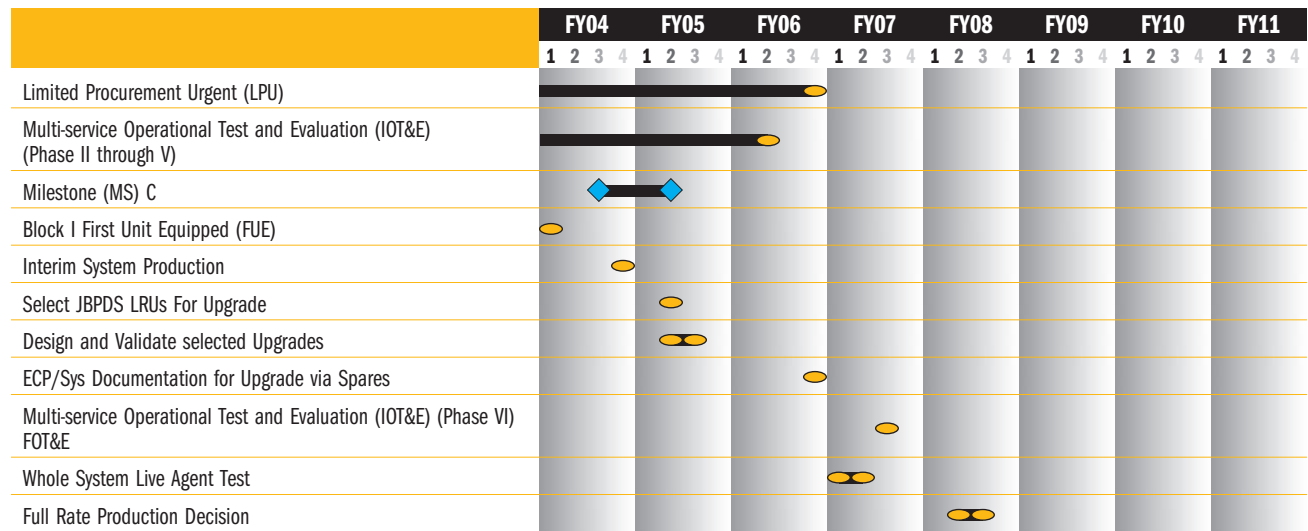 FY04 FY05 FY06 FY07 FY08 FY09 FY10 FY11
1 2 3 4 1 2 3 4 1 2 3 4 1 2 3 4 1 2 3 4 1 2 3 4 1 2 3 4 1 2 3 4
Limited Procurement Urgent (LPU)
Multi-service Operational Test and Evaluation (IOT&E)
(Phase II through V)
Milestone (MS) C
Block I First Unit Equipped (FUE)
Interim System Production
Select JBPDS LRUs For Upgrade
Design and Validate selected Upgrades
ECP/Sys Documentation for Upgrade via Spares
Multi-service Operational Test and Evaluation (IOT&E) (Phase VI)
FOT&E
Whole System Live Agent Test
Full Rate Production Decision